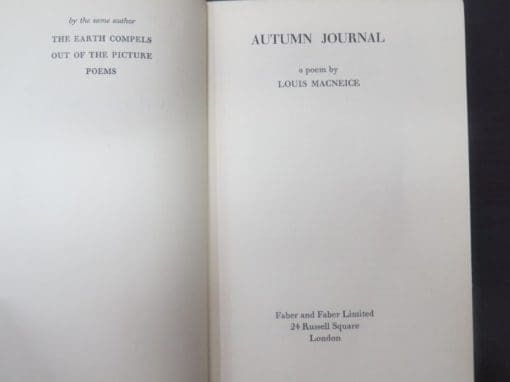 by the same author
THE EARTH COMPELS
OUT OF THE PICTURE
POEMS
AUTUMN JOURNAL
a poem by
LOUIS MACNEICE
Faber and Faber Limited
24 Russell Square
London